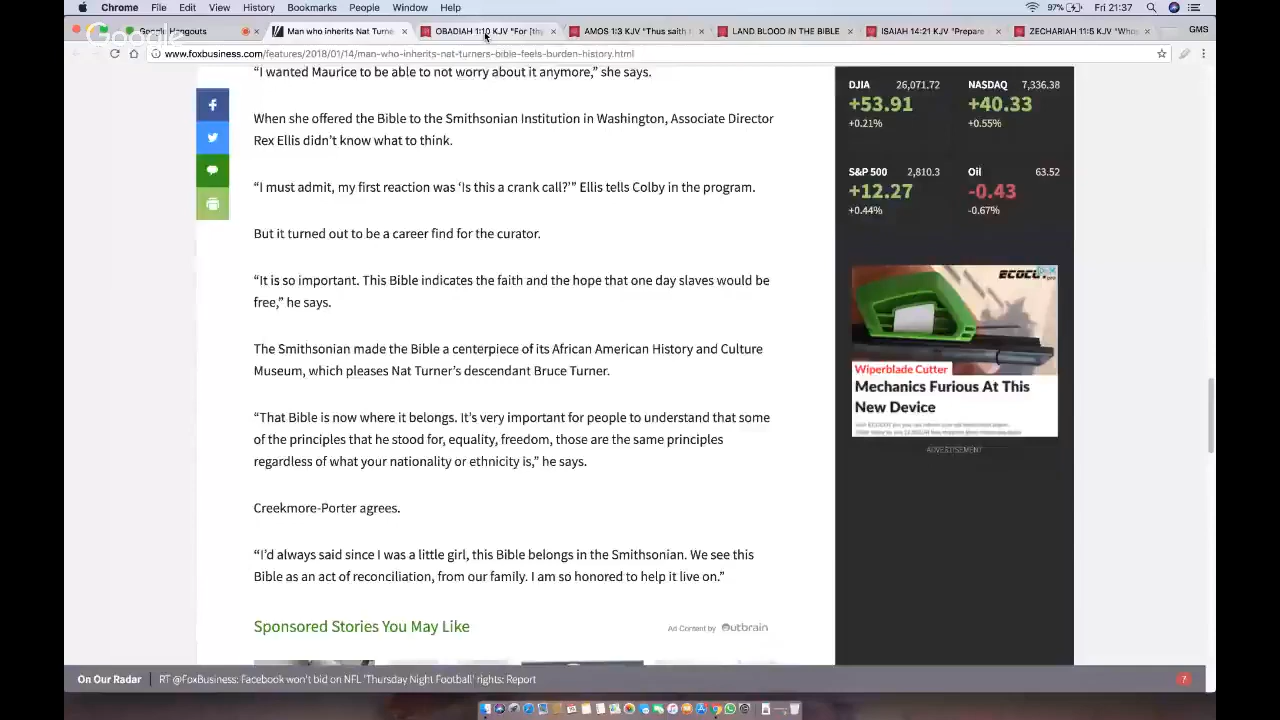 Chrome File Edit View History Bookmarks People Window Help
97% Fri 21:37
Google Hangouts
Man who inherits Nat Turne
OBADIAH 1:10 KJV "For [thy
AMOS 1:3 KJV "Thus saith
LAND BLOOD IN THE BIBLE
ISAIAH 14:21 KJV "Prepare
ZECHARIAH 11:5 KJV "Whos
GMS
Google
www.foxbusiness.com/features/2018/01/14/man-who-inherits-nat-turners-bible-feels-burden-history.html
“I wanted Maurice to be able to not worry about it anymore,” she says.
When she offered the Bible to the Smithsonian Institution in Washington, Associate Director
Rex Ellis didn’t know what to think.
“I must admit, my first reaction was ‘Is this a crank call?’” Ellis tells Colby in the program.
But it turned out to be a career find for the curator.
“It is so important. This Bible indicates the faith and the hope that one day slaves would be
free,” he says.
The Smithsonian made the Bible a centerpiece of its African American History and Culture
Museum, which pleases Nat Turner’s descendant Bruce Turner.
“That Bible is now where it belongs. It’s very important for people to understand that some
of the principles that he stood for, equality, freedom, those are the same principles
regardless of what your nationality or ethnicity is,” he says.
Creekmore-Porter agrees.
“I’d always said since I was a little girl, this Bible belongs in the Smithsonian. We see this
Bible as an act of reconciliation, from our family. I am so honored to help it live on.”
Sponsored Stories You May Like
Ad Content by Outbrain
DJIA 26,071.72
+53.91
+0.21%
NASDAQ 7,336.38
+40.33
+0.55%
S&P 500 2,810.3
+12.27
+0.44%
Oil 63.52
-0.43
-0.67%
Wiperblade Cutter
Mechanics Furious At This
New Device
ADVERTISEMENT
On Our Radar RT @FoxBusiness: Facebook won't bid on NFL 'Thursday Night Football' rights: Report
7